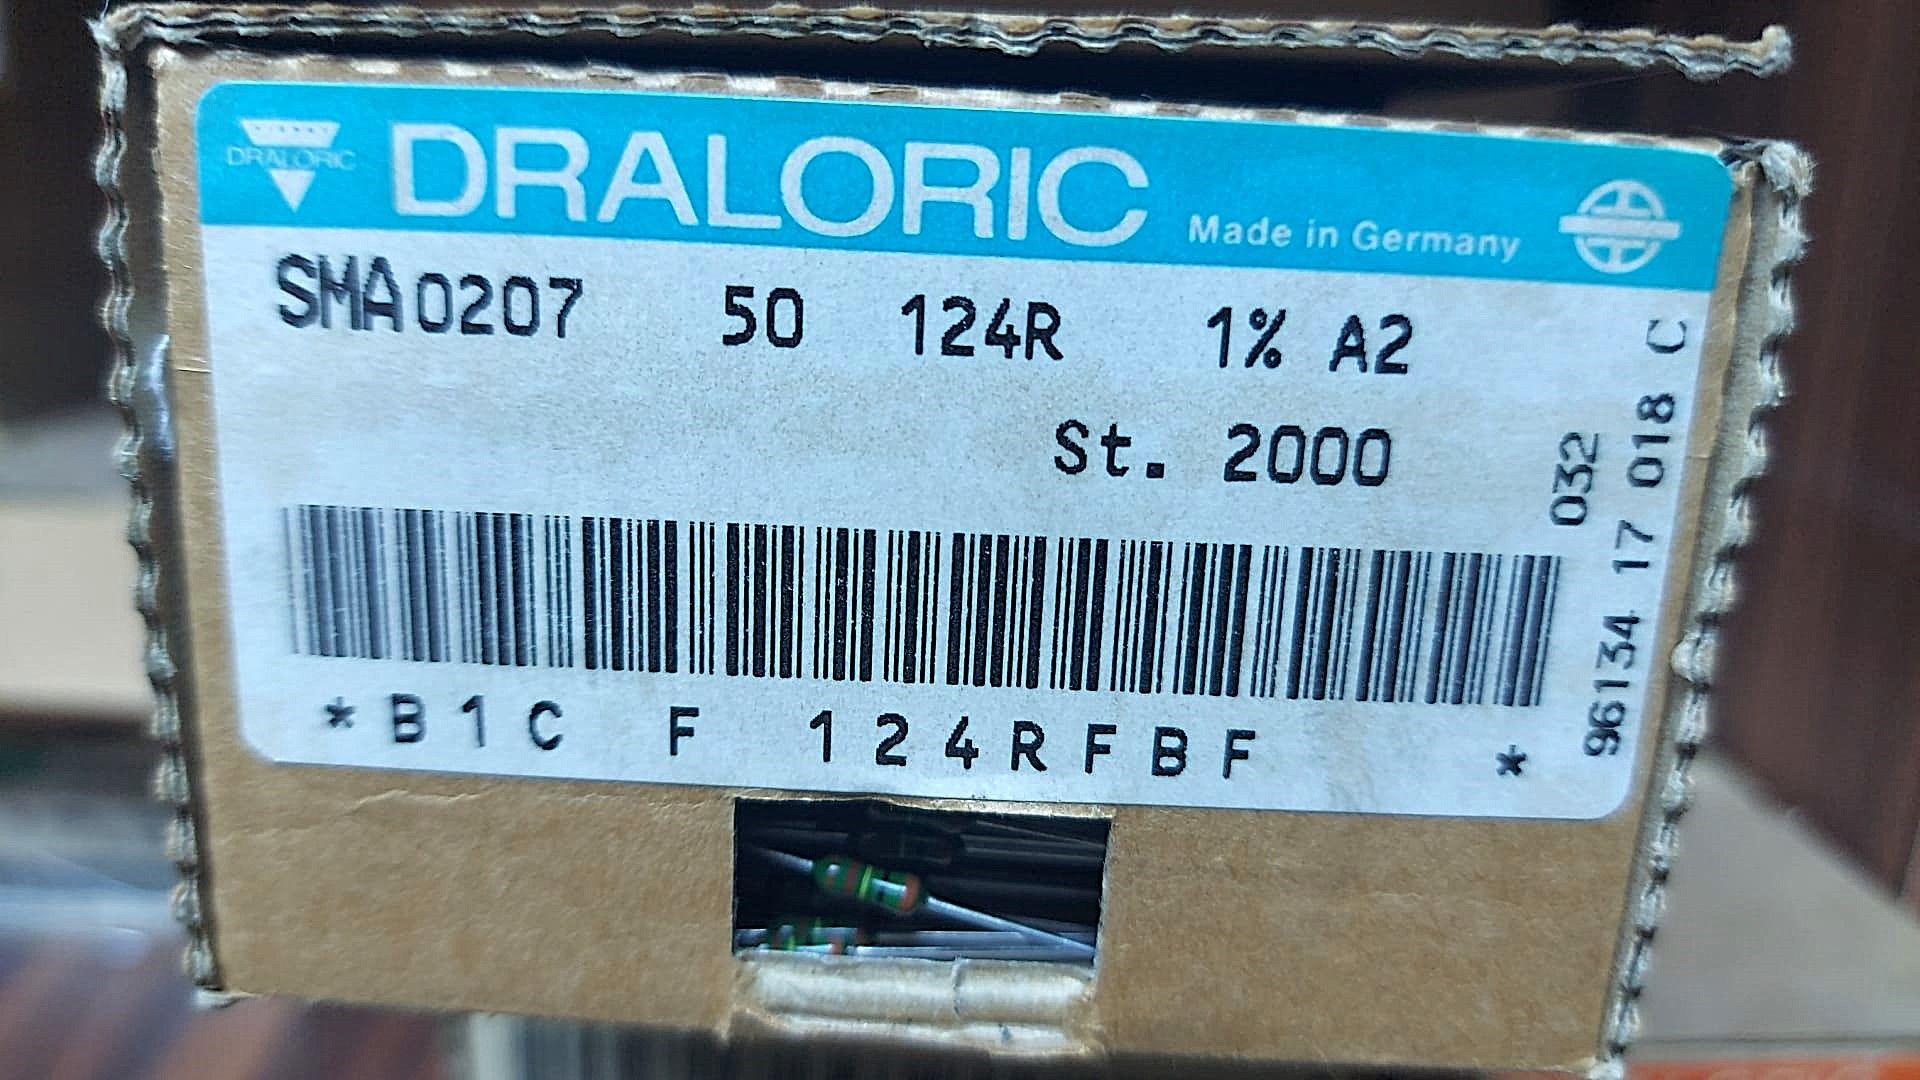 DRALORIC
DRALORIC Made in Germany
SMA0207 50 124R 1% A2
St. 2000
*B1C F 124RFBF *
032
96134 17 018 C